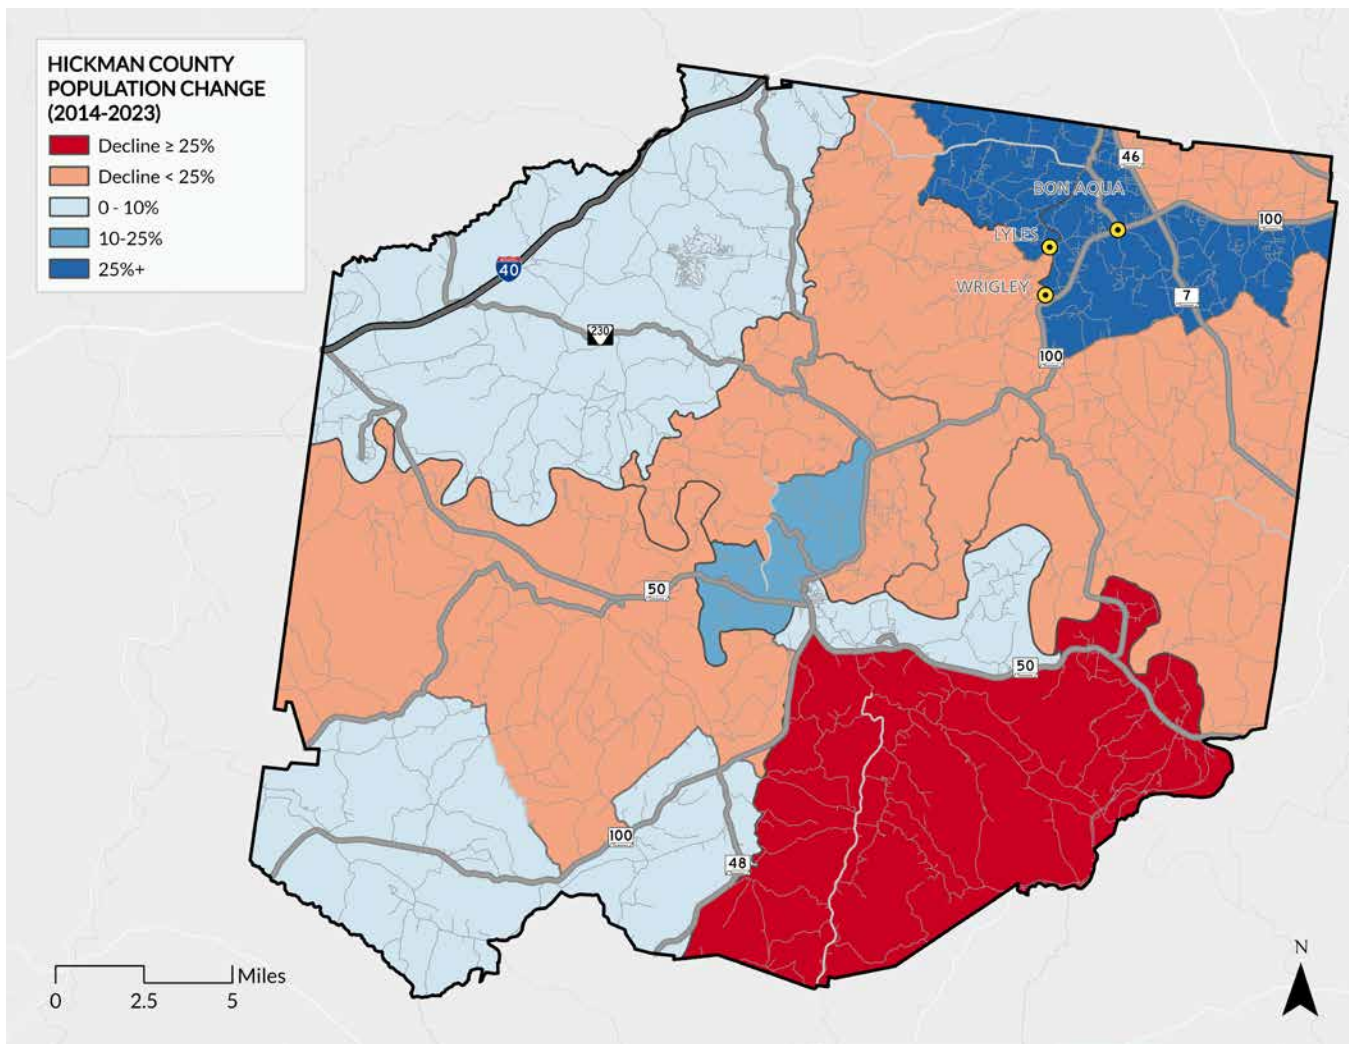 HICKMAN COUNTY
POPULATION CHANGE
(2014-2023)
Decline ≥ 25%
Decline < 25%
0 - 10%
10-25%
25%+
46
BON AQUA
100
LYLES
40
WRIGLEY
7
230
100
50
50
100
48
N
Miles
0 2.5 5